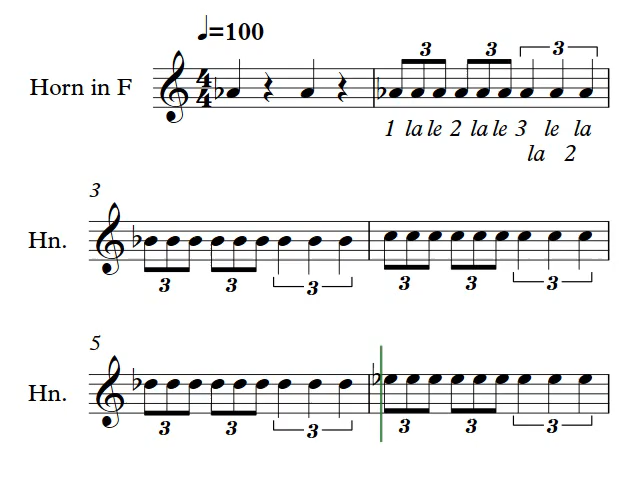 ♩=100
3 3 3
Horn in F 4/4
1 la le 2 la le 3 le la
la 2
3
Hn.
3 3 3 3 3 3
5
Hn.
3 3 3 3 3 3